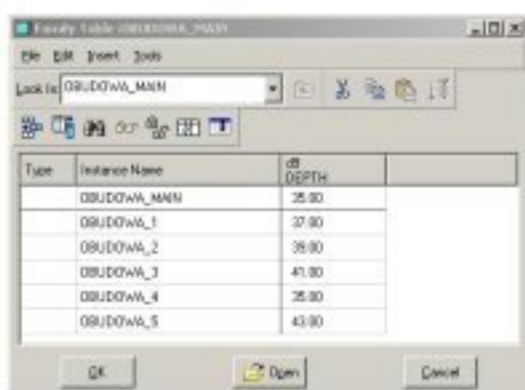 Family Table :OBUDOWA_MAIN
File Edit Insert Tools
Look In: OBUDOWA_MAIN
Type Instance Name d8 DEPTH
OBUDOWA_MAIN 35.00
OBUDOWA_1 37.00
OBUDOWA_2 39.00
OBUDOWA_3 41.00
OBUDOWA_4 35.00
OBUDOWA_5 43.00
OK Open Cancel